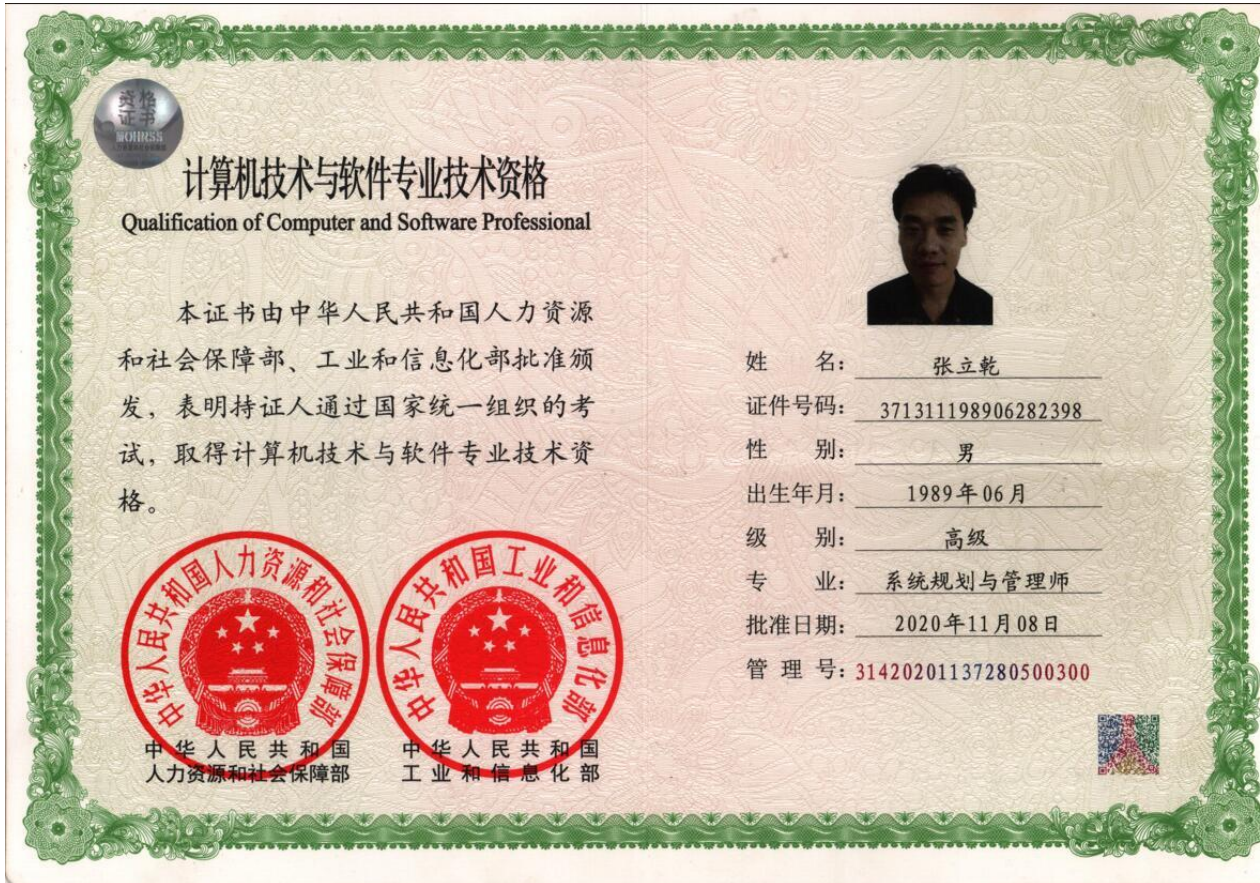 资格
证书
MOHRSS
计算机技术与软件专业技术资格
Qualification of Computer and Software Professional
本证书由中华人民共和国人力资源
和社会保障部、工业和信息化部批准颁
发，表明持证人通过国家统一组织的考
试，取得计算机技术与软件专业技术资
格。
中华人民共和国人力资源和社会保障部
中华人民共和国工业和信息化部
中华人民共和国
人力资源和社会保障部
中华人民共和国
工业和信息化部
姓 名： 张立乾
证件号码： 371311198906282398
性 别： 男
出生年月： 1989年06月
级 别： 高级
专 业： 系统规划与管理师
批准日期： 2020年11月08日
管 理 号：31420201137280500300